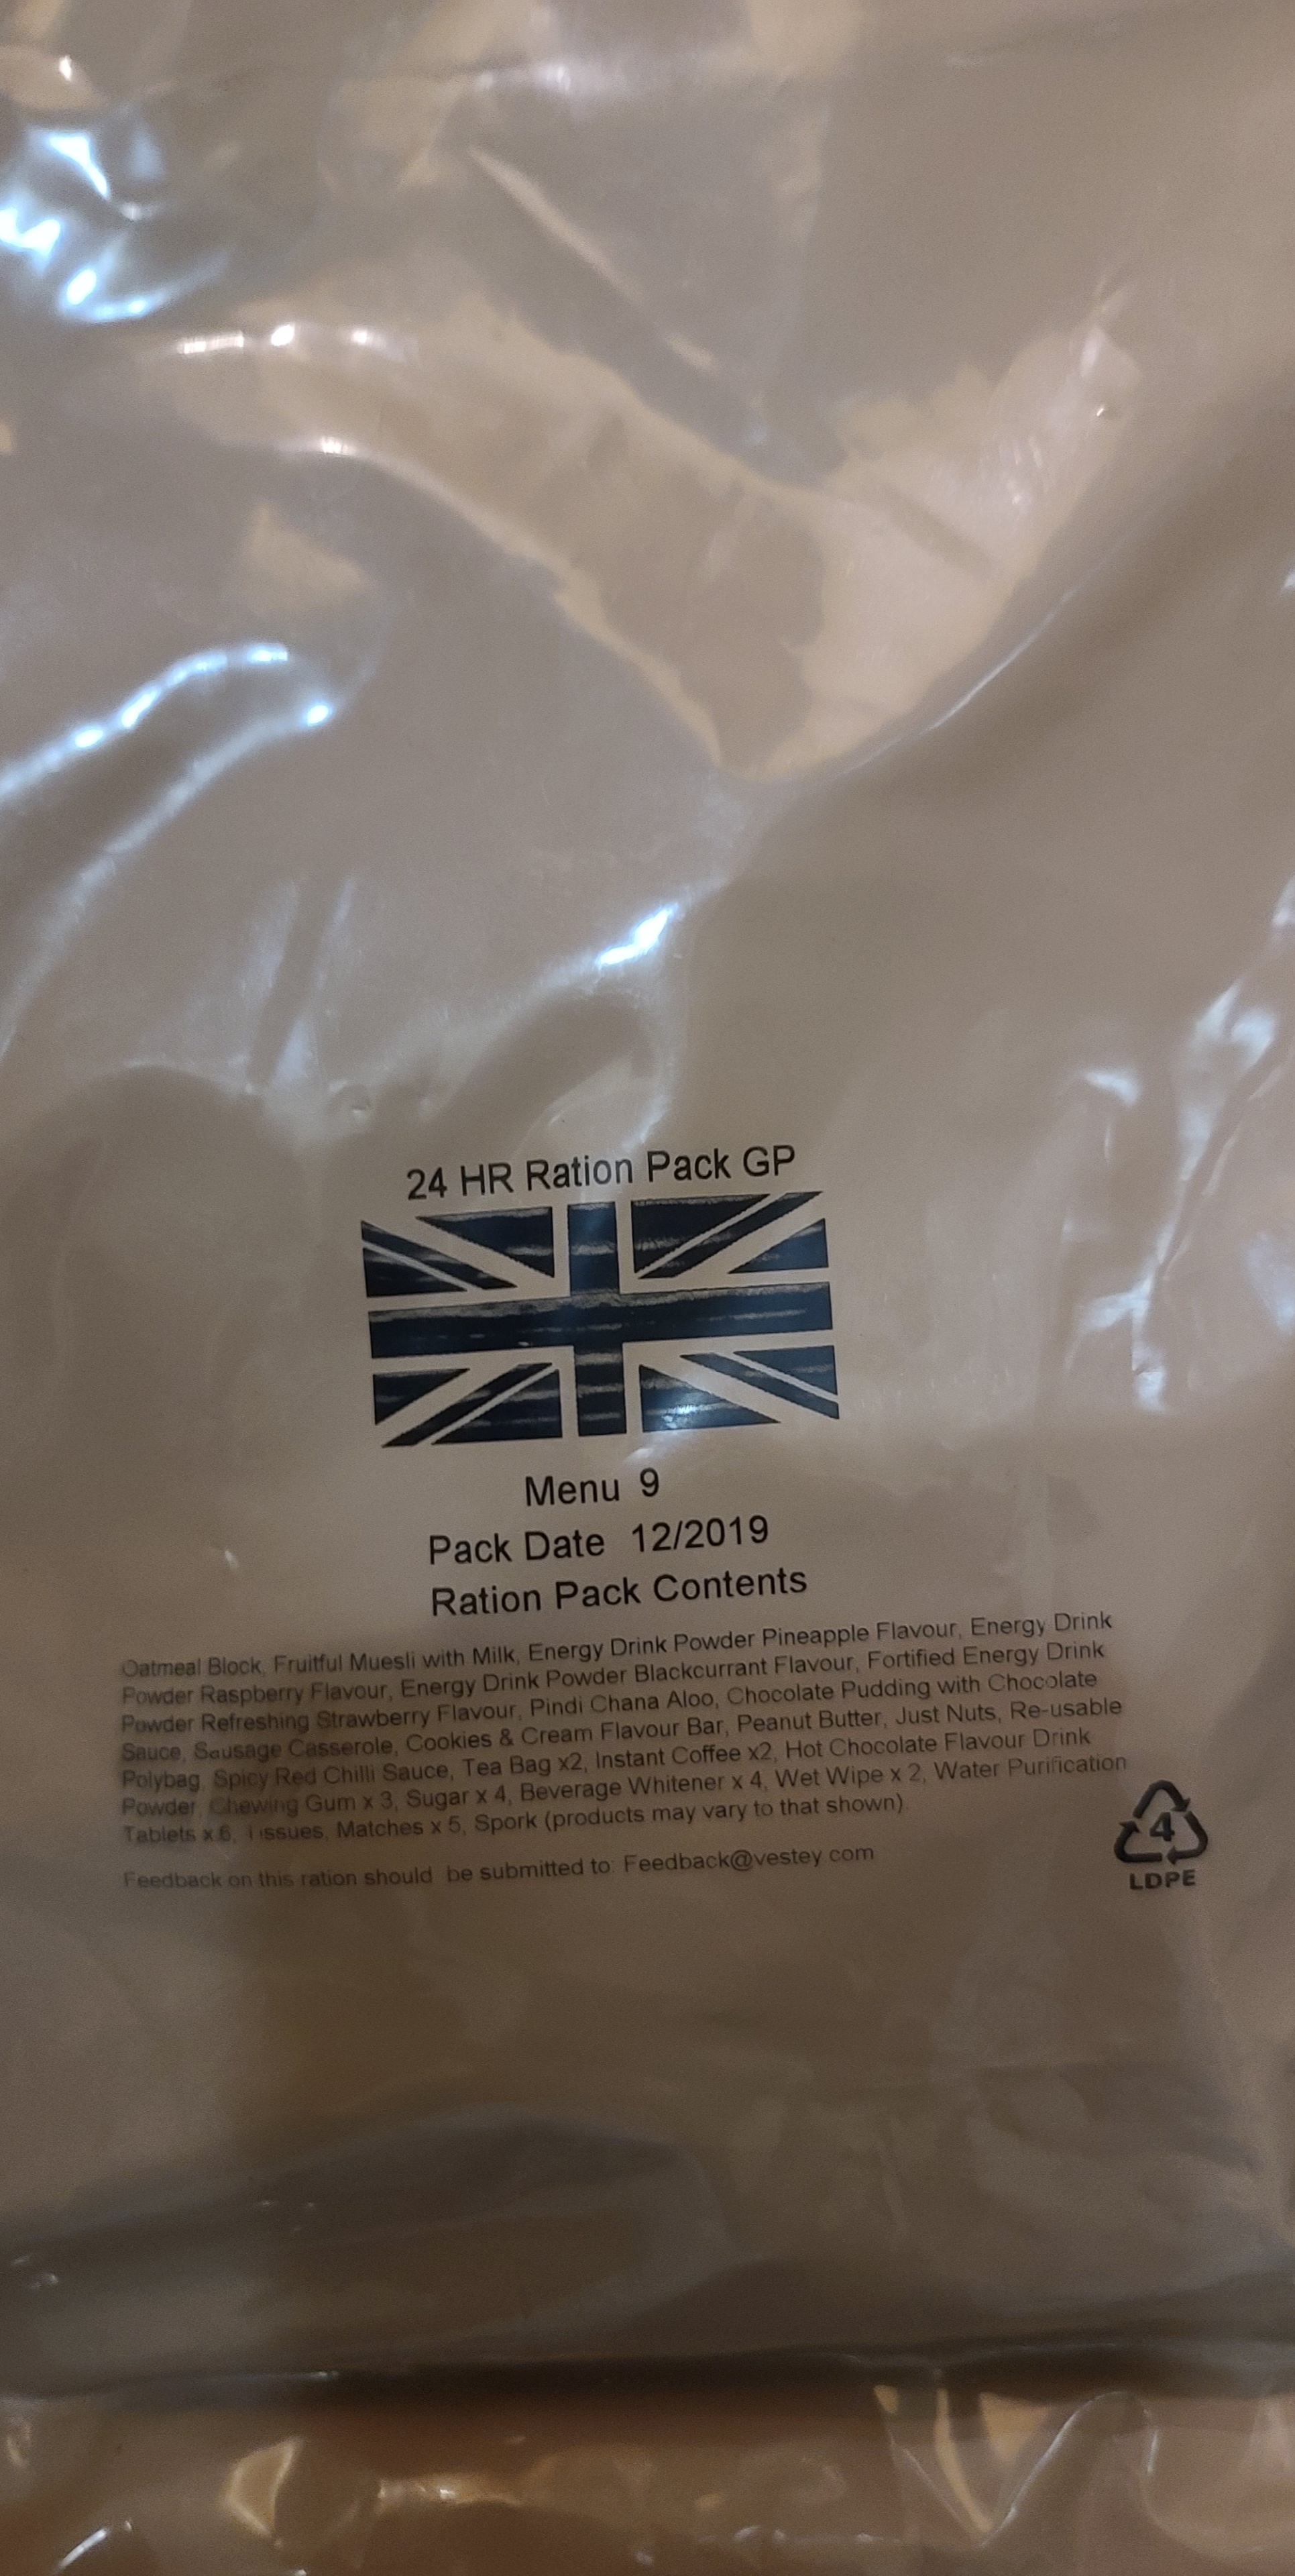 24 HR Ration Pack GP
Menu 9
Pack Date 12/2019
Ration Pack Contents
Oatmeal Block, Fruitful Muesli with Milk, Energy Drink Powder Pineapple Flavour, Energy Drink
Powder Raspberry Flavour, Energy Drink Powder Blackcurrant Flavour, Fortified Energy Drink
Powder Refreshing Strawberry Flavour, Pindi Chana Aloo, Chocolate Pudding with Chocolate
Sauce, Sausage Casserole, Cookies & Cream Flavour Bar, Peanut Butter, Just Nuts, Re-usable
Polybag, Spicy Red Chilli Sauce, Tea Bag x2, Instant Coffee x2, Hot Chocolate Flavour Drink
Powder, Chewing Gum x 3, Sugar x 4, Beverage Whitener x 4, Wet Wipe x 2, Water Purification
Tablets x 6, Tissues, Matches x 5, Spork (products may vary to that shown).
Feedback on this ration should be submitted to: Feedback@vestey.com
4
LDPE